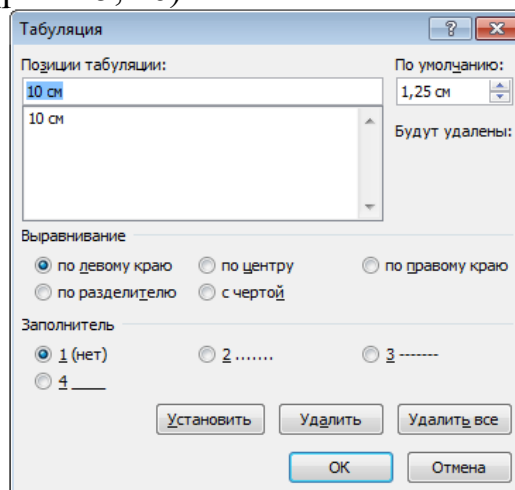 Табуляция
Позиции табуляции:
По умолчанию:
10 см
1,25 см
10 см
Будут удалены:
Выравнивание
по левому краю по центру по правому краю
по разделителю с чертой
Заполнитель
1 (нет) 2 ....... 3 -------
4 ____
Установить Удалить Удалить все
ОК Отмена